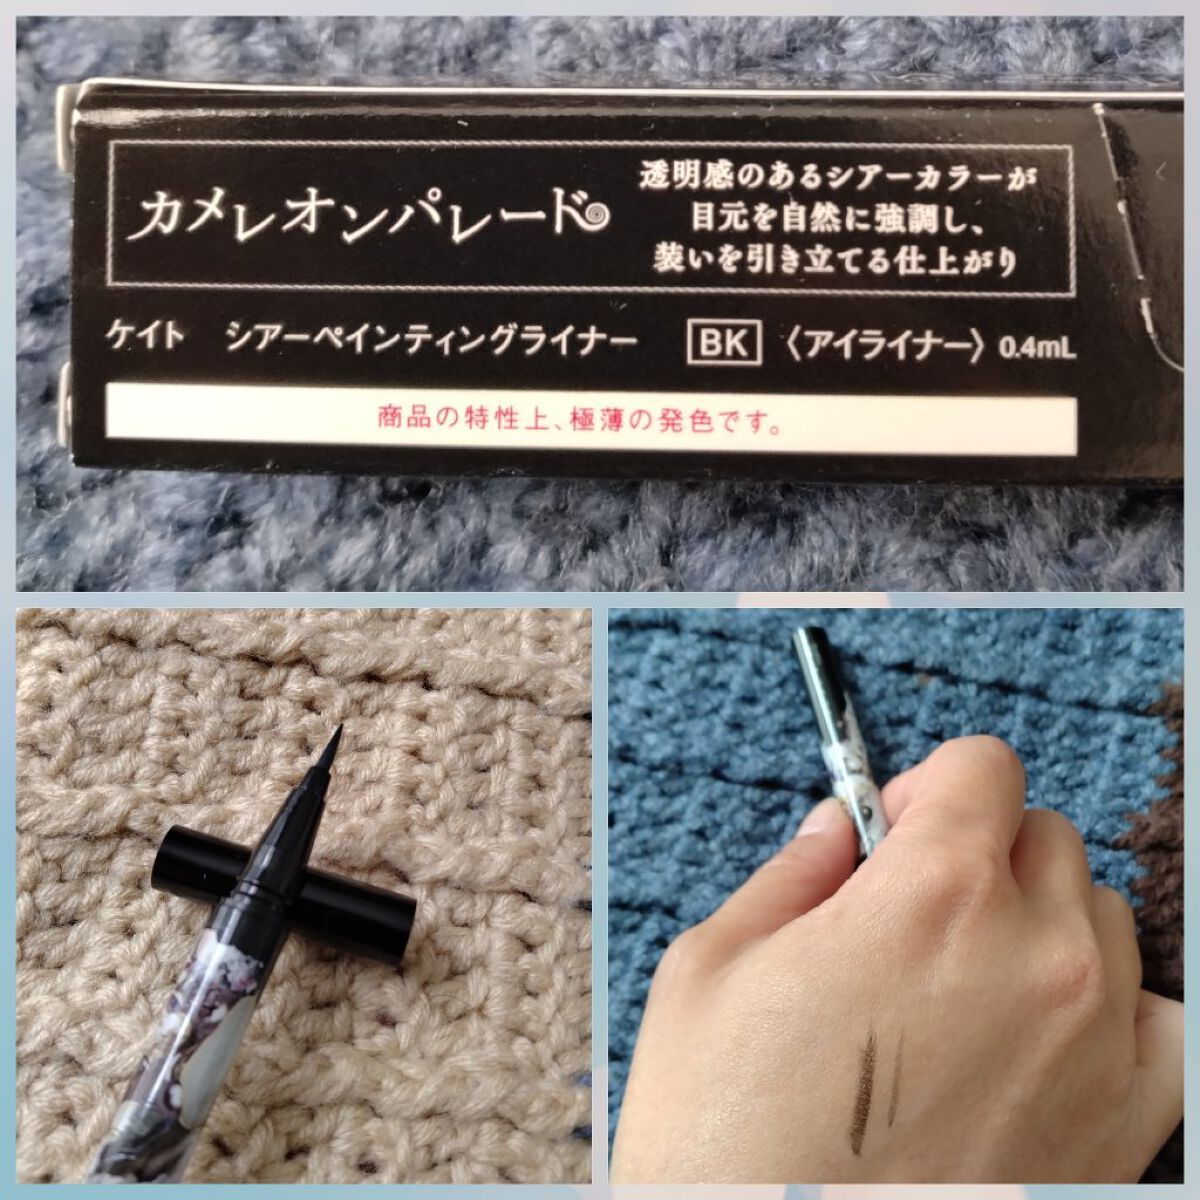 カメレオンパレード
透明感のあるシアーカラーが
目元を自然に強調し、
装いを引き立てる仕上がり
ケイト シアーペインティングライナー BK 〈アイライナー〉 0.4mL
商品の特性上、極薄の発色です。